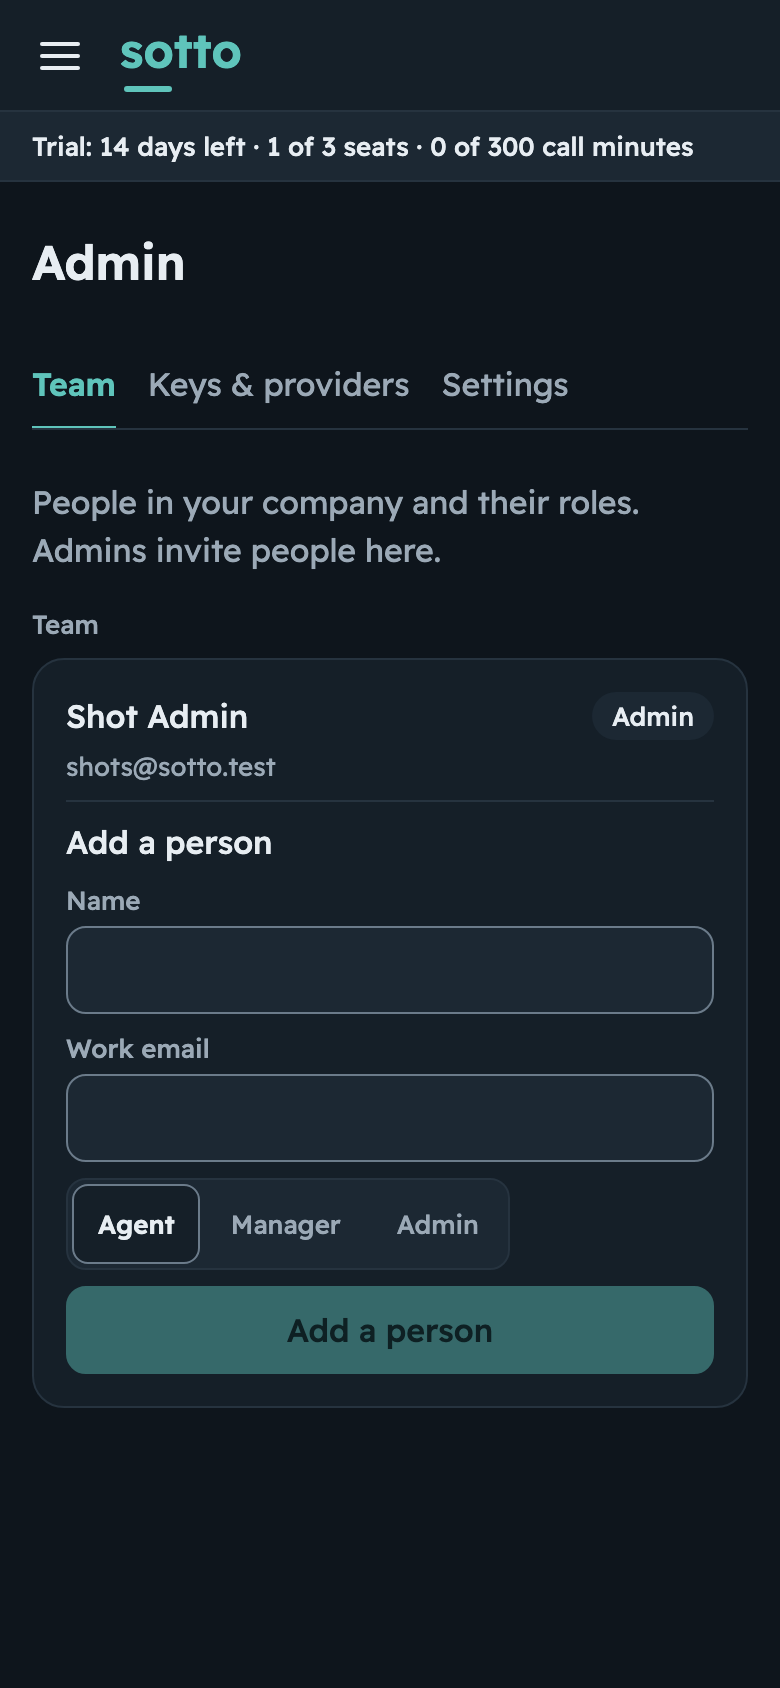 sotto
Trial: 14 days left · 1 of 3 seats · 0 of 300 call minutes
Admin
Team Keys & providers Settings
People in your company and their roles.
Admins invite people here.
Team
Shot Admin Admin
shots@sotto.test
Add a person
Name
Work email
Agent Manager Admin
Add a person